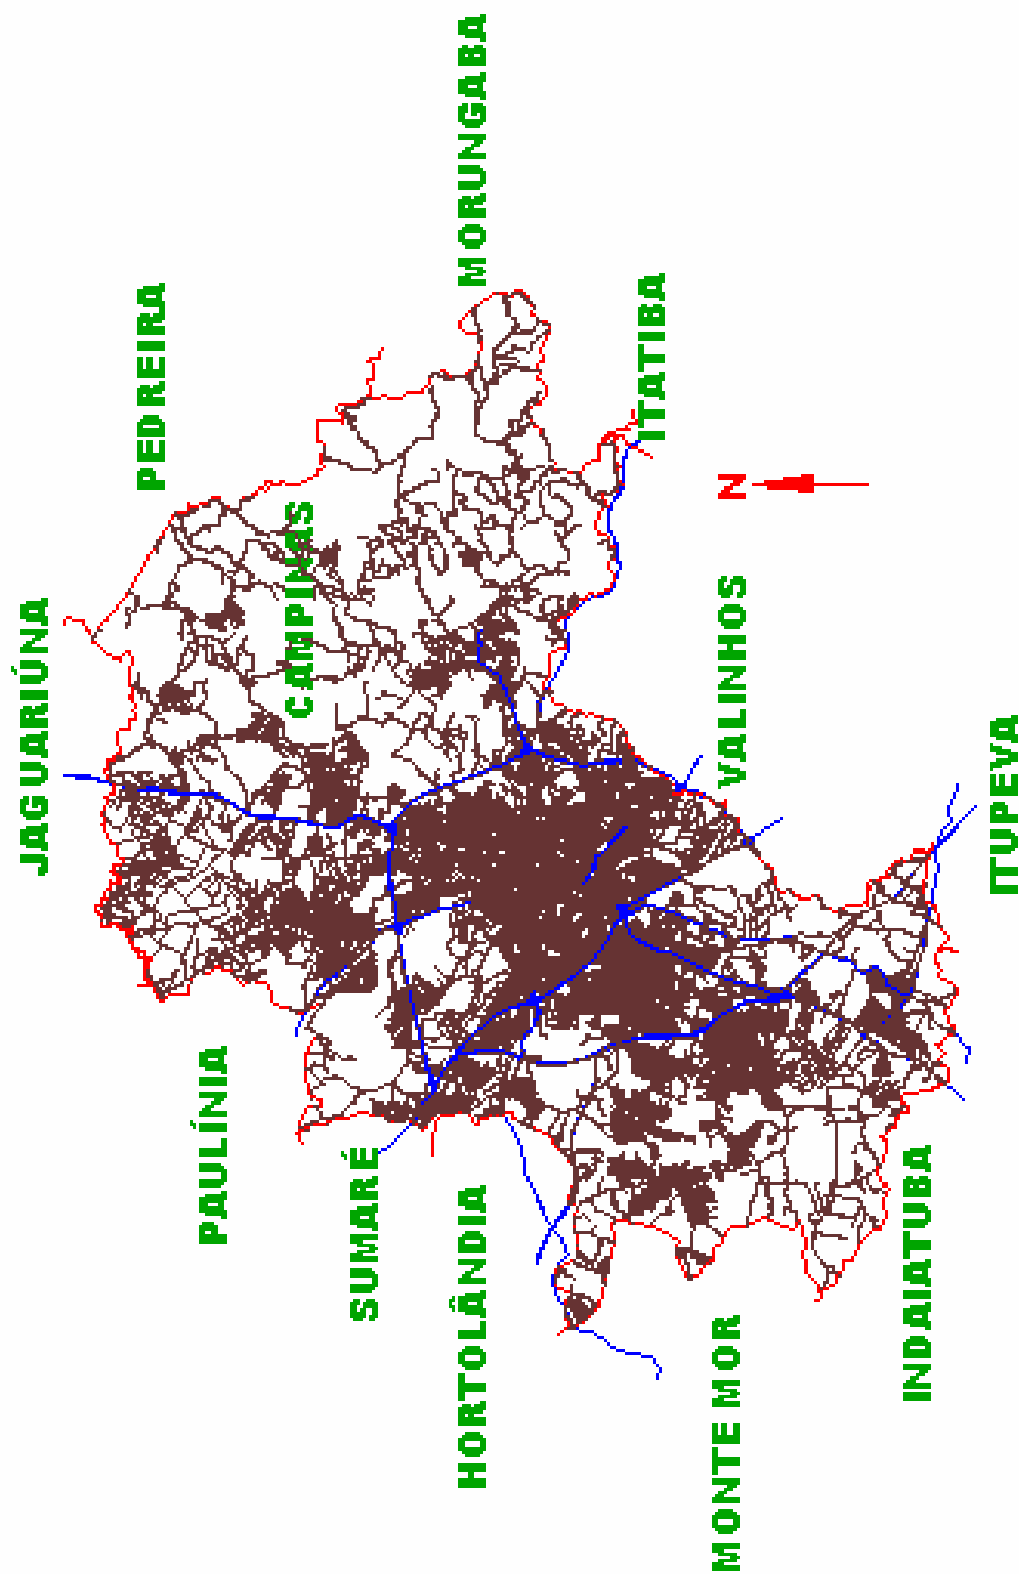 JAGUARIÚNA
PEDREIRA
PAULÍNIA
CAMPINAS
SUMARÉ
HORTOLÂNDIA
MORUNGABA
ITATIBA
N
MONTE MOR
VALINHOS
INDAIATUBA
ITUPEVA